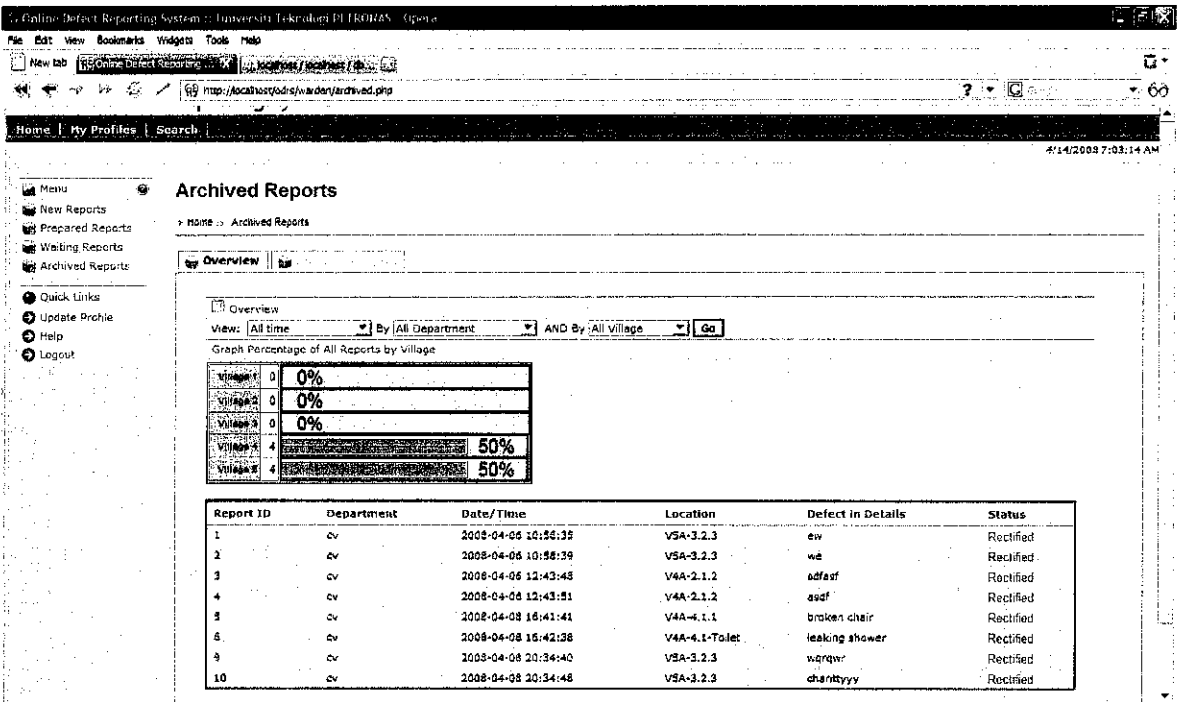 Online Defect Reporting System :: Universiti Teknologi PETRONAS - Opera
File Edit View Bookmarks Widgets Tools Help
New tab Online Defect Reporting ... localhost / localhost / db...
http://localhost/odrs/warden/archived.php ?
Home | My Profiles | Search
4/14/2008 7:03:14 AM
Menu
New Reports
Prepared Reports
Waiting Reports
Archived Reports
Quick Links
Update Profile
Help
Logout
Archived Reports
Home :: Archived Reports
Overview
Overview
View: All time By All Department AND By All Village Go
Graph Percentage of All Reports by Village
Village 1 0 0%
Village 2 0 0%
Village 3 0 0%
Village 4 4 50%
Village 5 4 50%
Report ID Department Date/Time Location Defect in Details Status
1 cv 2008-04-06 10:58:35 V5A-3.2.3 ew Rectified
2 cv 2008-04-06 10:58:39 V5A-3.2.3 we Rectified
3 cv 2008-04-06 12:43:48 V4A-2.1.2 adfasf Rectified
4 cv 2008-04-06 12:43:51 V4A-2.1.2 asdf Rectified
5 cv 2008-04-08 16:41:41 V4A-4.1.1 broken chair Rectified
6 cv 2008-04-08 16:42:38 V4A-4.1-Toilet leaking shower Rectified
9 cv 2008-04-08 20:34:40 V5A-3.2.3 wqrqwr Rectified
10 cv 2008-04-08 20:34:48 V5A-3.2.3 chanttyyy Rectified